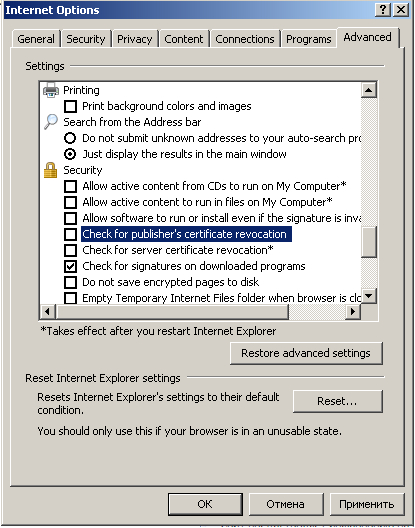 Internet Options
General Security Privacy Content Connections Programs Advanced
Settings
Printing
Print background colors and images
Search from the Address bar
Do not submit unknown addresses to your auto-search
Just display the results in the main window
Security
Allow active content from CDs to run on My Computer*
Allow active content to run in files on My Computer*
Allow software to run or install even if the signature is
Check for publisher's certificate revocation
Check for server certificate revocation*
Check for signatures on downloaded programs
Do not save encrypted pages to disk
Empty Temporary Internet Files folder when browser is
*Takes effect after you restart Internet Explorer
Restore advanced settings
Reset Internet Explorer settings
Resets Internet Explorer's settings to their default
condition.
Reset...
You should only use this if your browser is in an unusable state.
OK Отмена Применить